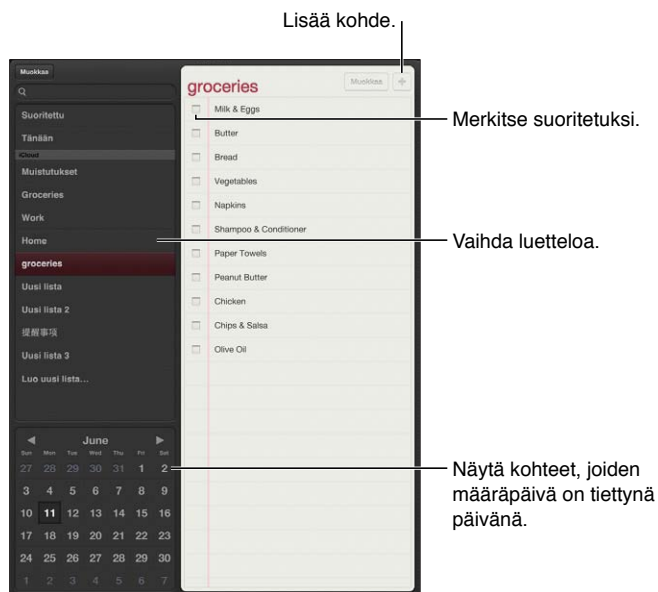 Lisää kohde.
Muokkaa
Suoritettu
Tänään
iCloud
Muistutukset
Groceries
Work
Home
groceries
Uusi lista
Uusi lista 2
提醒事项
Uusi lista 3
Luo uusi lista...
June
Sun Mon Tue Wed Thu Fri Sat
27 28 29 30 31 1 2
3 4 5 6 7 8 9
10 11 12 13 14 15 16
17 18 19 20 21 22 23
24 25 26 27 28 29 30
1 2 3 4 5 6 7
groceries
Muokkaa +
Milk & Eggs
Butter
Bread
Vegetables
Napkins
Shampoo & Conditioner
Paper Towels
Peanut Butter
Chicken
Chips & Salsa
Olive Oil
Merkitse suoritetuksi.
Vaihda luetteloa.
Näytä kohteet, joiden
määräpäivä on tiettynä
päivänä.